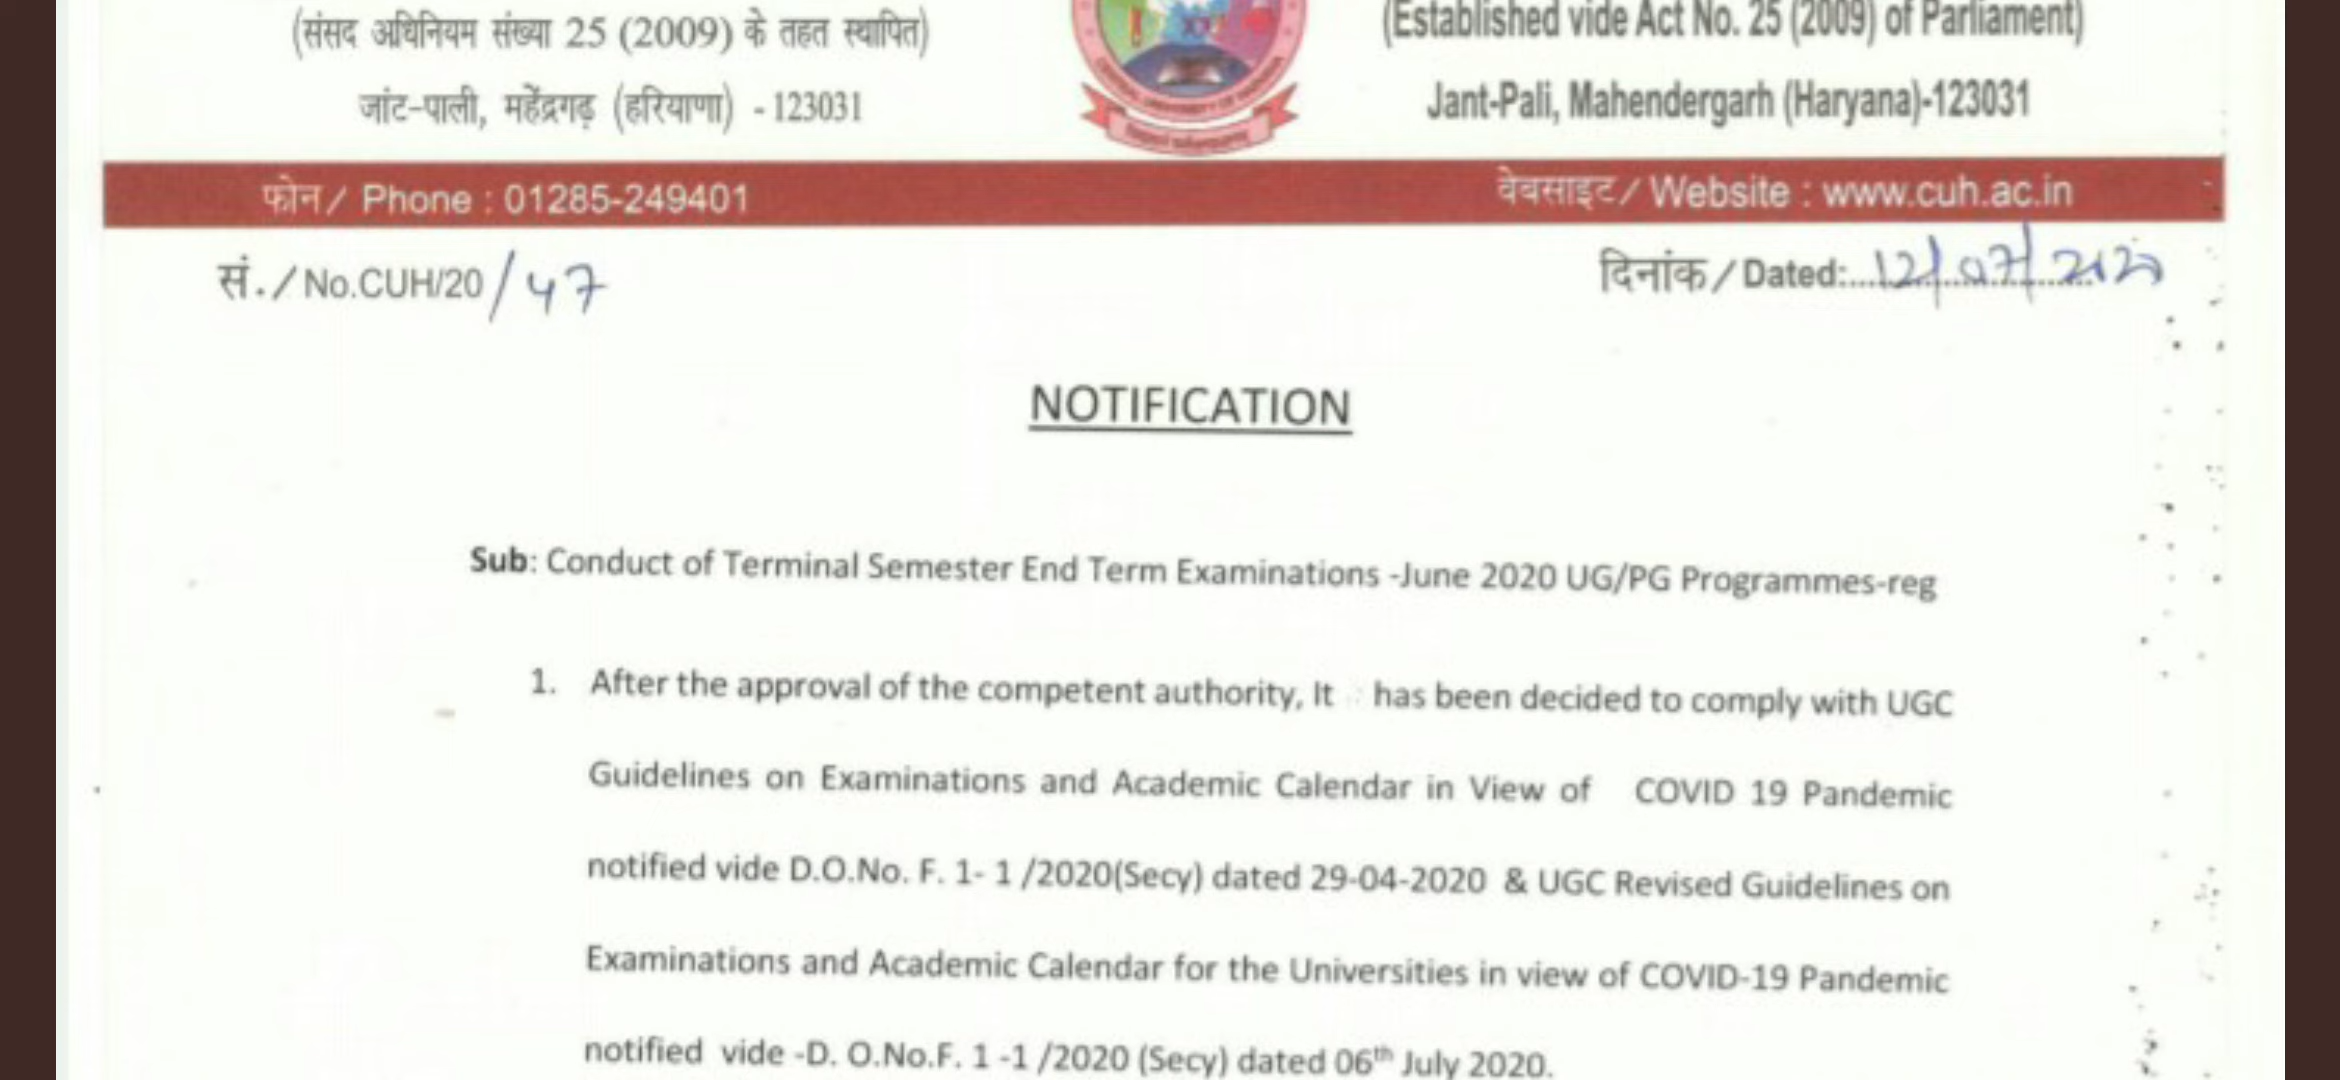 (संसद अधिनियम संख्या 25 (2009) के तहत स्थापित)
जांट-पाली, महेंद्रगढ़ (हरियाणा) - 123031
(Established vide Act No. 25 (2009) of Parliament)
Jant-Pali, Mahendergarh (Haryana)-123031
फोन / Phone : 01285-249401
वेबसाइट / Website : www.cuh.ac.in
सं. / No.CUH/20 /47
दिनांक / Dated:....12/07/2020
NOTIFICATION
Sub: Conduct of Terminal Semester End Term Examinations -June 2020 UG/PG Programmes-reg
1. After the approval of the competent authority, It has been decided to comply with UGC
Guidelines on Examinations and Academic Calendar in View of COVID 19 Pandemic
notified vide D.O.No. F. 1- 1 /2020(Secy) dated 29-04-2020 & UGC Revised Guidelines on
Examinations and Academic Calendar for the Universities in view of COVID-19 Pandemic
notified vide -D. O.No.F. 1 -1 /2020 (Secy) dated 06th July 2020.